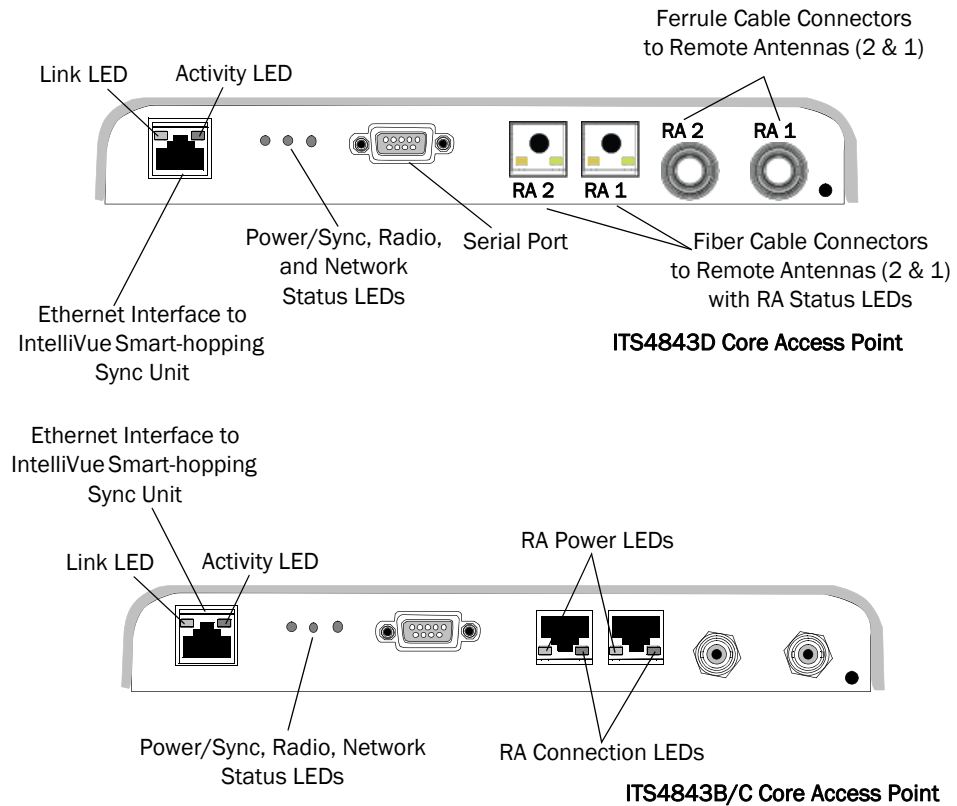 Ferrule Cable Connectors
to Remote Antennas (2 & 1)
Link LED
Activity LED
RA 2
RA 1
RA 2
RA 1
Power/Sync, Radio,
and Network
Status LEDs
Serial Port
Fiber Cable Connectors
to Remote Antennas (2 & 1)
with RA Status LEDs
Ethernet Interface to
IntelliVue Smart-hopping
Sync Unit
ITS4843D Core Access Point
Ethernet Interface to
IntelliVue Smart-hopping
Sync Unit
Link LED
Activity LED
RA Power LEDs
Power/Sync, Radio, Network
Status LEDs
RA Connection LEDs
ITS4843B/C Core Access Point